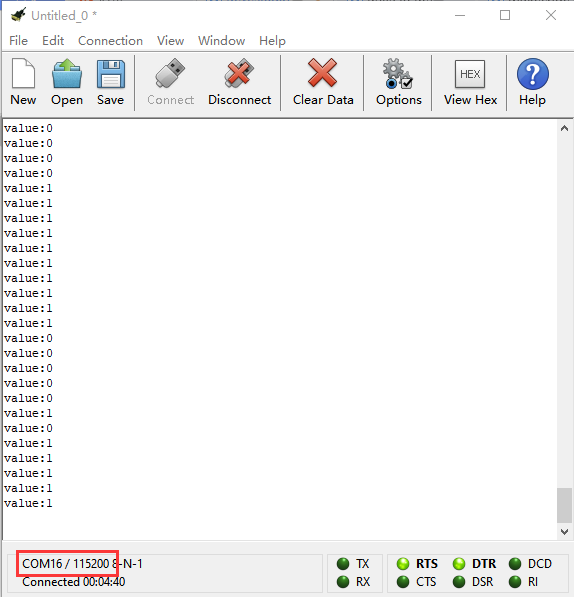 Untitled_0 *
File Edit Connection View Window Help
HEX
New Open Save Connect Disconnect Clear Data Options View Hex Help
value:0
value:0
value:0
value:0
value:1
value:1
value:1
value:1
value:1
value:1
value:1
value:1
value:1
value:1
value:0
value:0
value:0
value:0
value:0
value:1
value:0
value:1
value:1
value:1
value:1
value:1
COM16 / 115200 8-N-1
Connected 00:04:40
TX RTS DTR DCD
RX CTS DSR RI